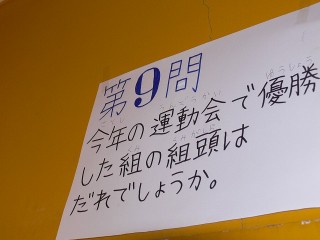 第9問
今年の運動会で優勝
した組の組頭は
だれでしょうか。